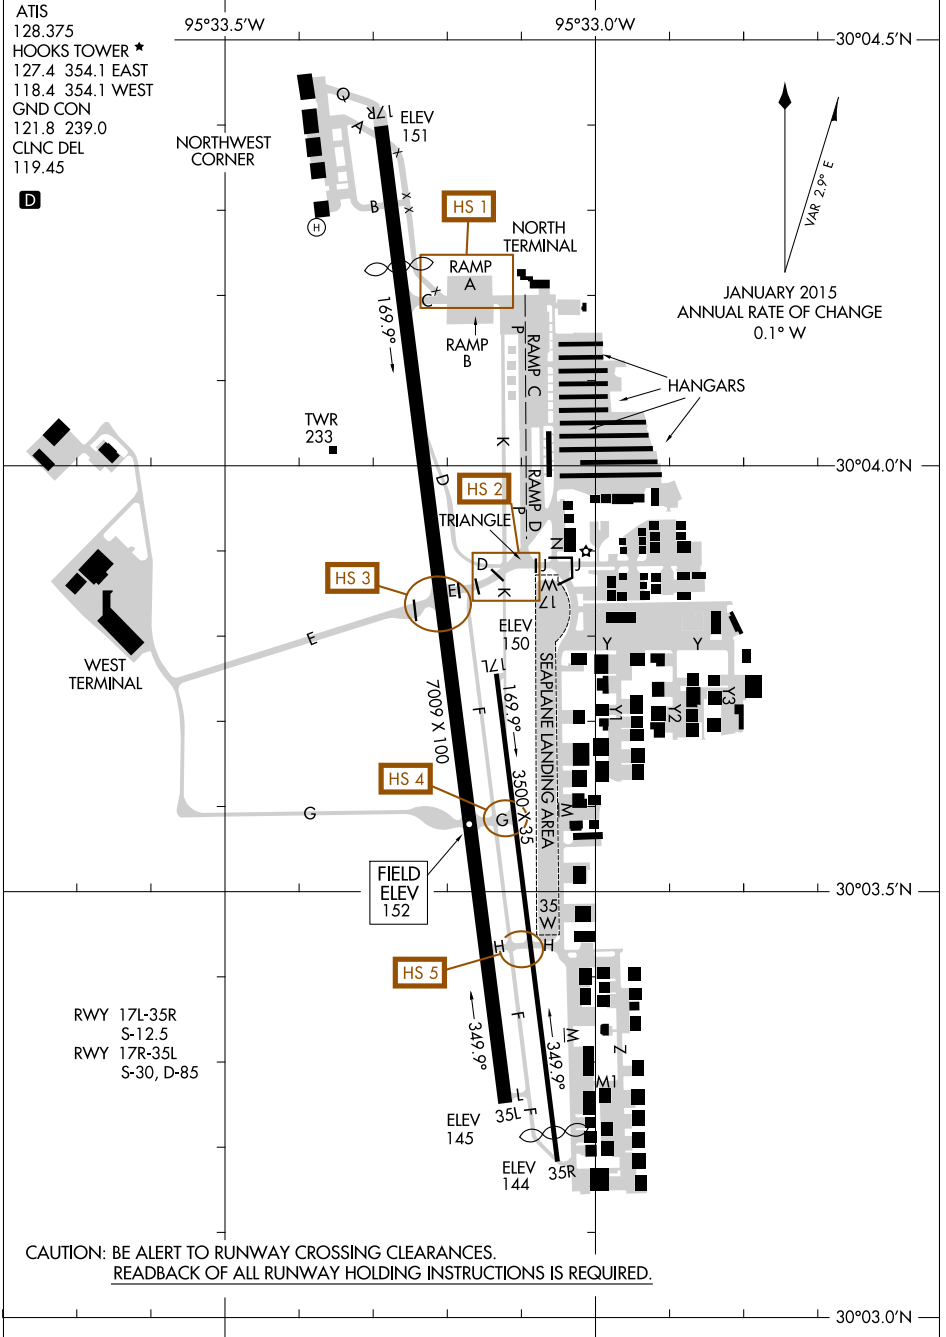 ATIS
128.375
HOOKS TOWER ★
127.4 354.1 EAST
118.4 354.1 WEST
GND CON
121.8 239.0
CLNC DEL
119.45
D
95°33.5'W
95°33.0'W
30°04.5'N
Q
17R
ELEV
151
A
NORTHWEST
CORNER
X
X
X
B
H
HS 1
NORTH
TERMINAL
VAR 2.9° E
JANUARY 2015
ANNUAL RATE OF CHANGE
0.1° W
RAMP
A
X
C
RAMP
B
169.9°
P
RAMP C
HANGARS
TWR
233
K
30°04.0'N
D
HS 2
P
RAMP D
TRIANGLE
N
D
J
J
HS 3
E
K
17
W
E
ELEV
150
WEST
TERMINAL
Y
Y
17L
SEAPLANE LANDING AREA
169.9°
7009 X 100
F
Y1
Y2
Y3
HS 4
3500 X 35
G
G
M
FIELD
ELEV
152
30°03.5'N
35
W
H
H
HS 5
RWY 17L-35R
S-12.5
RWY 17R-35L
S-30, D-85
F
349.9°
349.9°
M
Z
M1
L
F
35L
ELEV
145
ELEV
144
35R
CAUTION: BE ALERT TO RUNWAY CROSSING CLEARANCES.
READBACK OF ALL RUNWAY HOLDING INSTRUCTIONS IS REQUIRED.
30°03.0'N